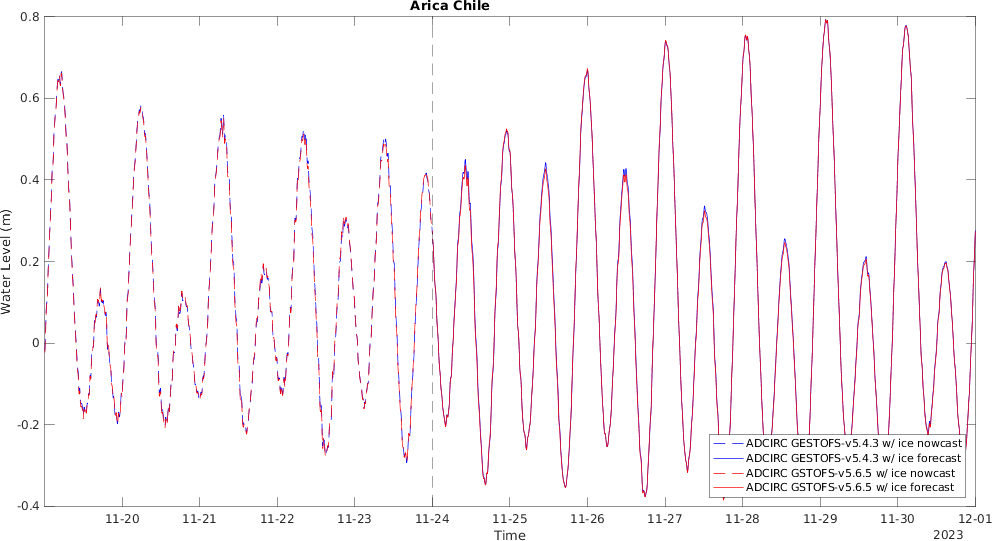 Arica Chile
0.8
0.6
0.4
0.2
0
-0.2
-0.4
Water Level (m)
ADCIRC GESTOFS-v5.4.3 w/ ice nowcast
ADCIRC GESTOFS-v5.4.3 w/ ice forecast
ADCIRC GSTOFS-v5.6.5 w/ ice nowcast
ADCIRC GSTOFS-v5.6.5 w/ ice forecast
11-20 11-21 11-22 11-23 11-24 11-25 11-26 11-27 11-28 11-29 11-30 12-01
Time
2023